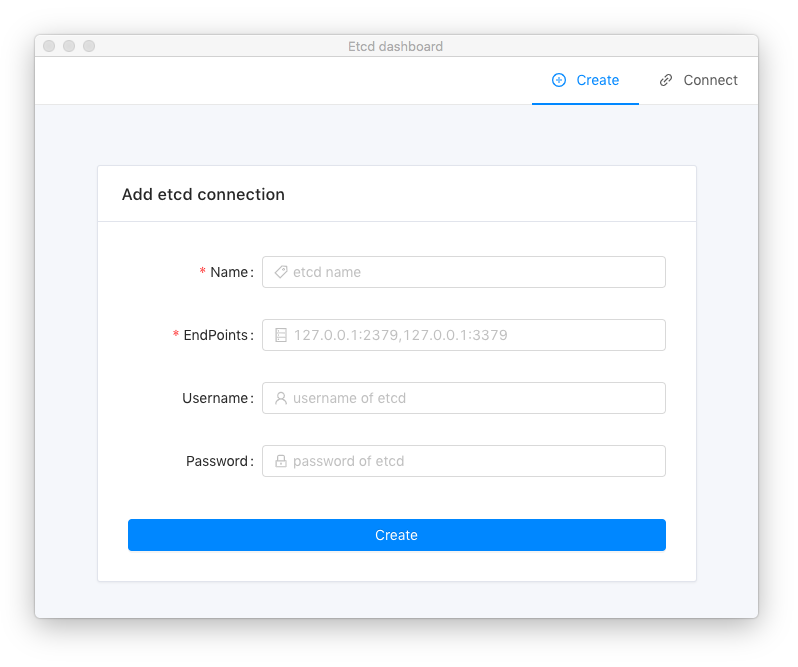 Etcd dashboard
Create
Connect
Add etcd connection
* Name:
etcd name
* EndPoints:
127.0.0.1:2379,127.0.0.1:3379
Username:
username of etcd
Password:
password of etcd
Create